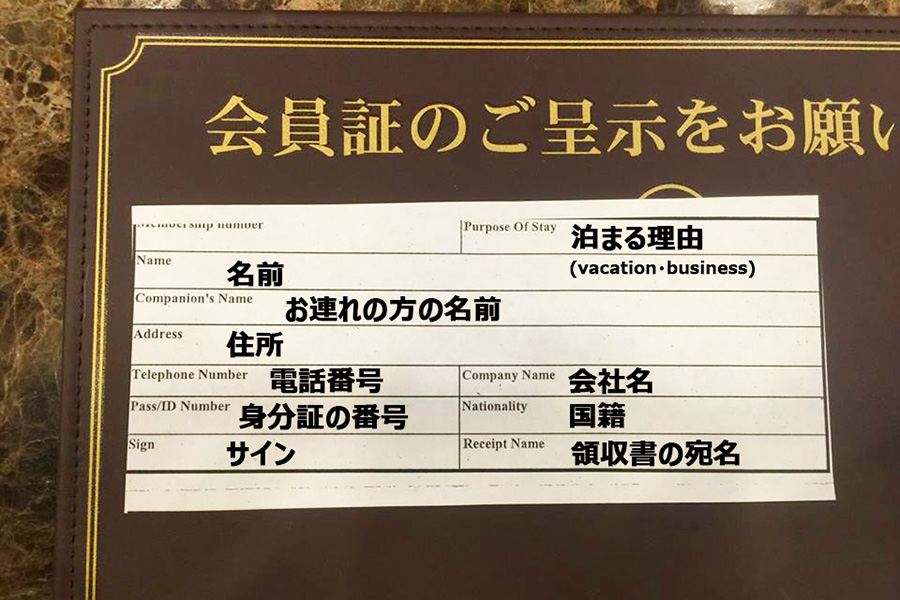 会員証のご呈示をお願い
Membership number
Purpose Of Stay 泊まる理由
(vacation・business)
Name 名前
Companion's Name お連れの方の名前
Address 住所
Telephone Number 電話番号
Company Name 会社名
Pass/ID Number 身分証の番号
Nationality 国籍
Sign サイン
Receipt Name 領収書の宛名